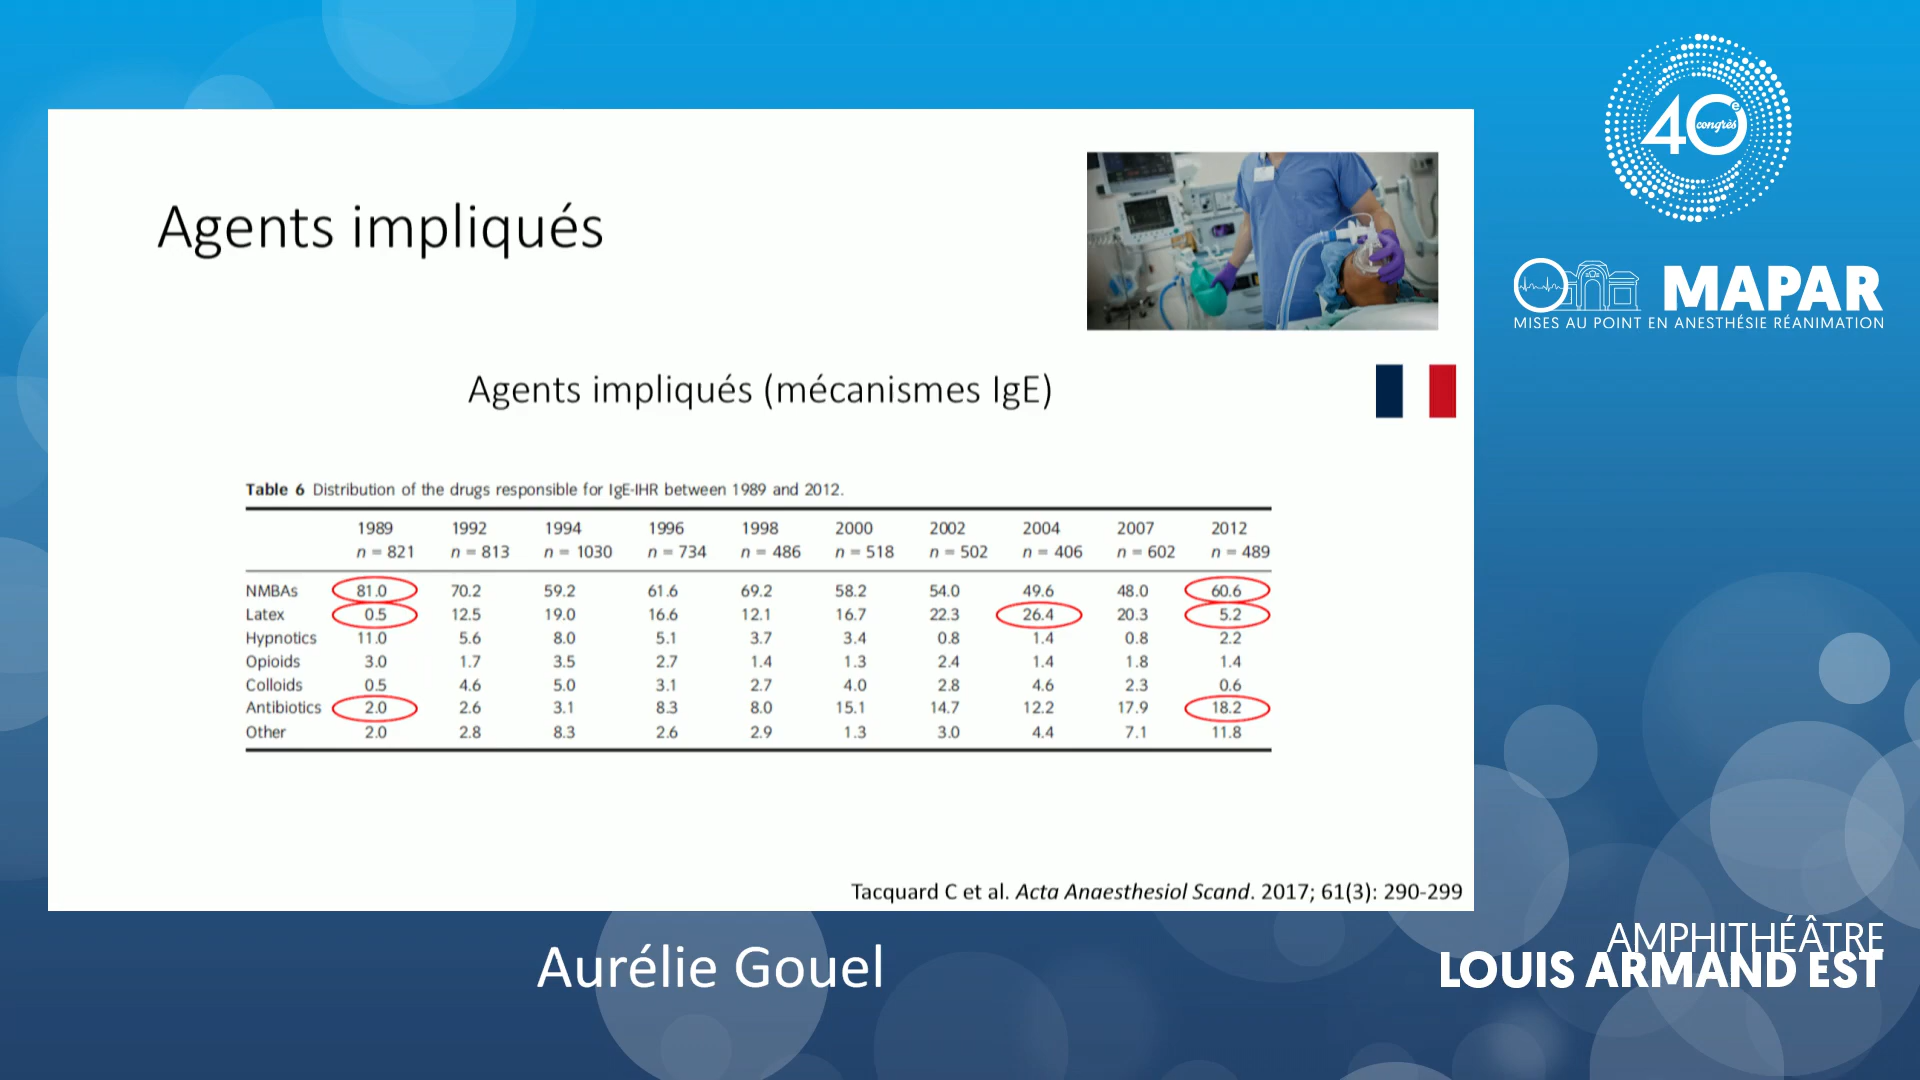 Agents impliqués
Agents impliqués (mécanismes IgE)
Table 6 Distribution of the drugs responsible for IgE-IHR between 1989 and 2012.
1989 1992 1994 1996 1998 2000 2002 2004 2007 2012
n = 821 n = 813 n = 1030 n = 734 n = 486 n = 518 n = 502 n = 406 n = 602 n = 489
NMBAs 81.0 70.2 59.2 61.6 69.2 58.2 54.0 49.6 48.0 60.6
Latex 0.5 12.5 19.0 16.6 12.1 16.7 22.3 26.4 20.3 5.2
Hypnotics 11.0 5.6 8.0 5.1 3.7 3.4 0.8 1.4 0.8 2.2
Opioids 3.0 1.7 3.5 2.7 1.4 1.3 2.4 1.4 1.8 1.4
Colloids 0.5 4.6 5.0 3.1 2.7 4.0 2.8 4.6 2.3 0.6
Antibiotics 2.0 2.6 3.1 8.3 8.0 15.1 14.7 12.2 17.9 18.2
Other 2.0 2.8 8.3 2.6 2.9 1.3 3.0 4.4 7.1 11.8
Tacquard C et al. Acta Anaesthesiol Scand. 2017; 61(3): 290-299
Aurélie Gouel
40e congrès
MAPAR
MISES AU POINT EN ANESTHÉSIE RÉANIMATION
AMPHITHÉÂTRE
LOUIS ARMAND EST